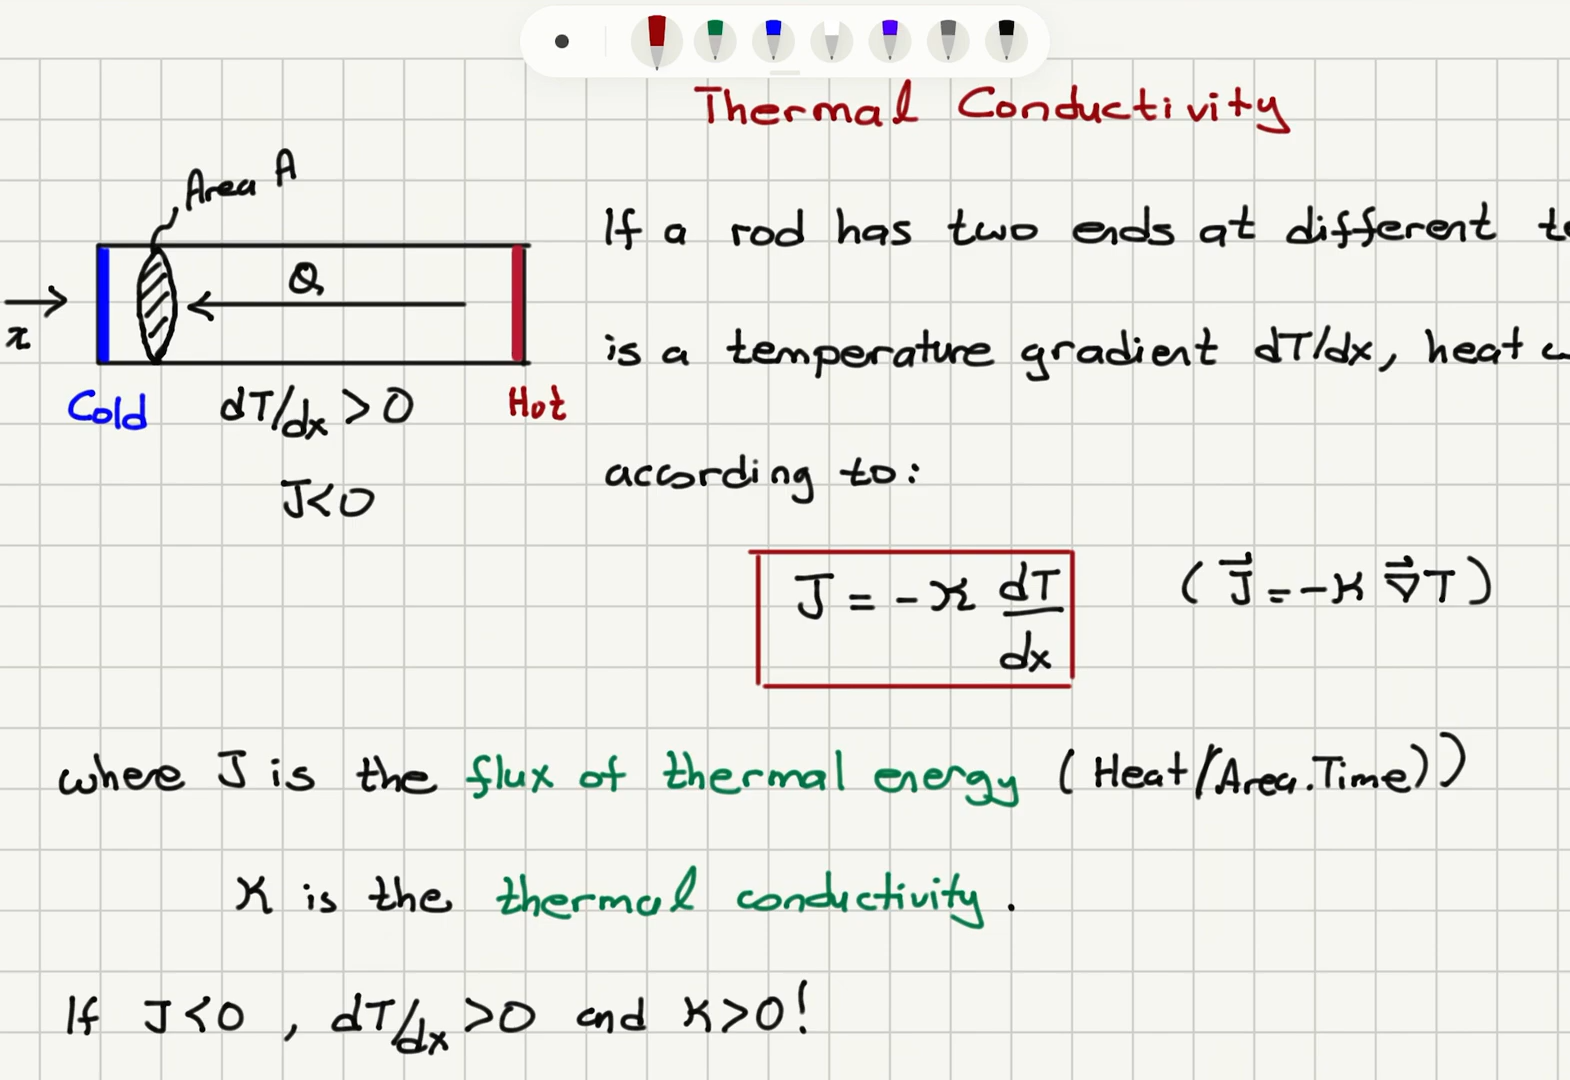 Thermal Conductivity
Area A
If a rod has two ends at different
Q
x
is a temperature gradient dT/dx, heat
Cold dT/dx > 0 Hot
according to:
J<0
J = -κ dT/dx (J⃗ = -κ ∇⃗T)
where J is the flux of thermal energy (Heat/Area.Time))
κ is the thermal conductivity.
If J<0 , dT/dx >0 and κ>0!